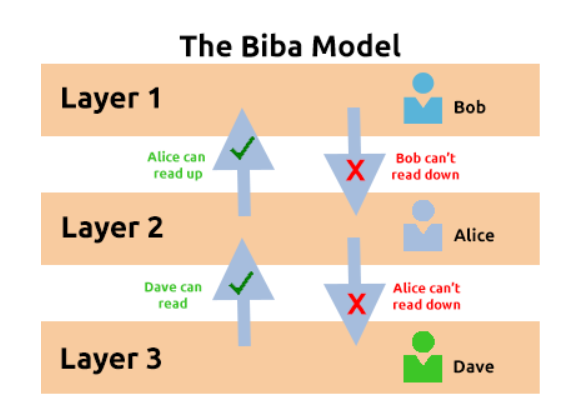 The Biba Model
Layer 1
Bob
Alice can
read up
X
Bob can't
read down
Layer 2
Alice
Dave can
read
X
Alice can't
read down
Layer 3
Dave